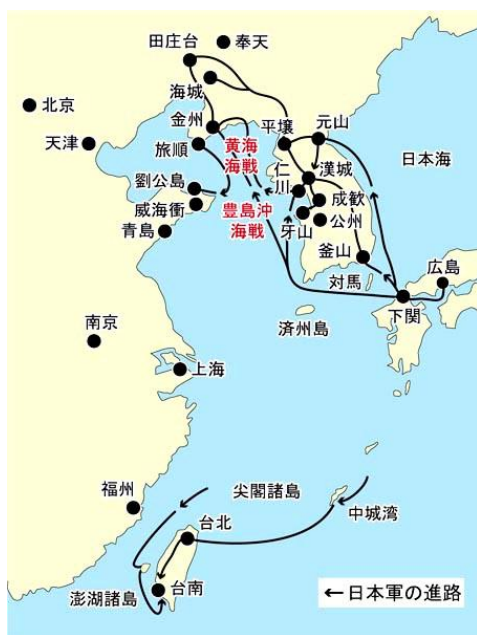 田庄台
奉天
海城
北京
金州
天津
旅順
黄海
海戦
平壌
元山
日本海
劉公島
仁川
漢城
威海衝
豊島沖
海戦
成歓
公州
牙山
青島
釜山
広島
対馬
下関
済州島
南京
上海
福州
尖閣諸島
中城湾
台北
澎湖諸島
台南
←日本軍の進路